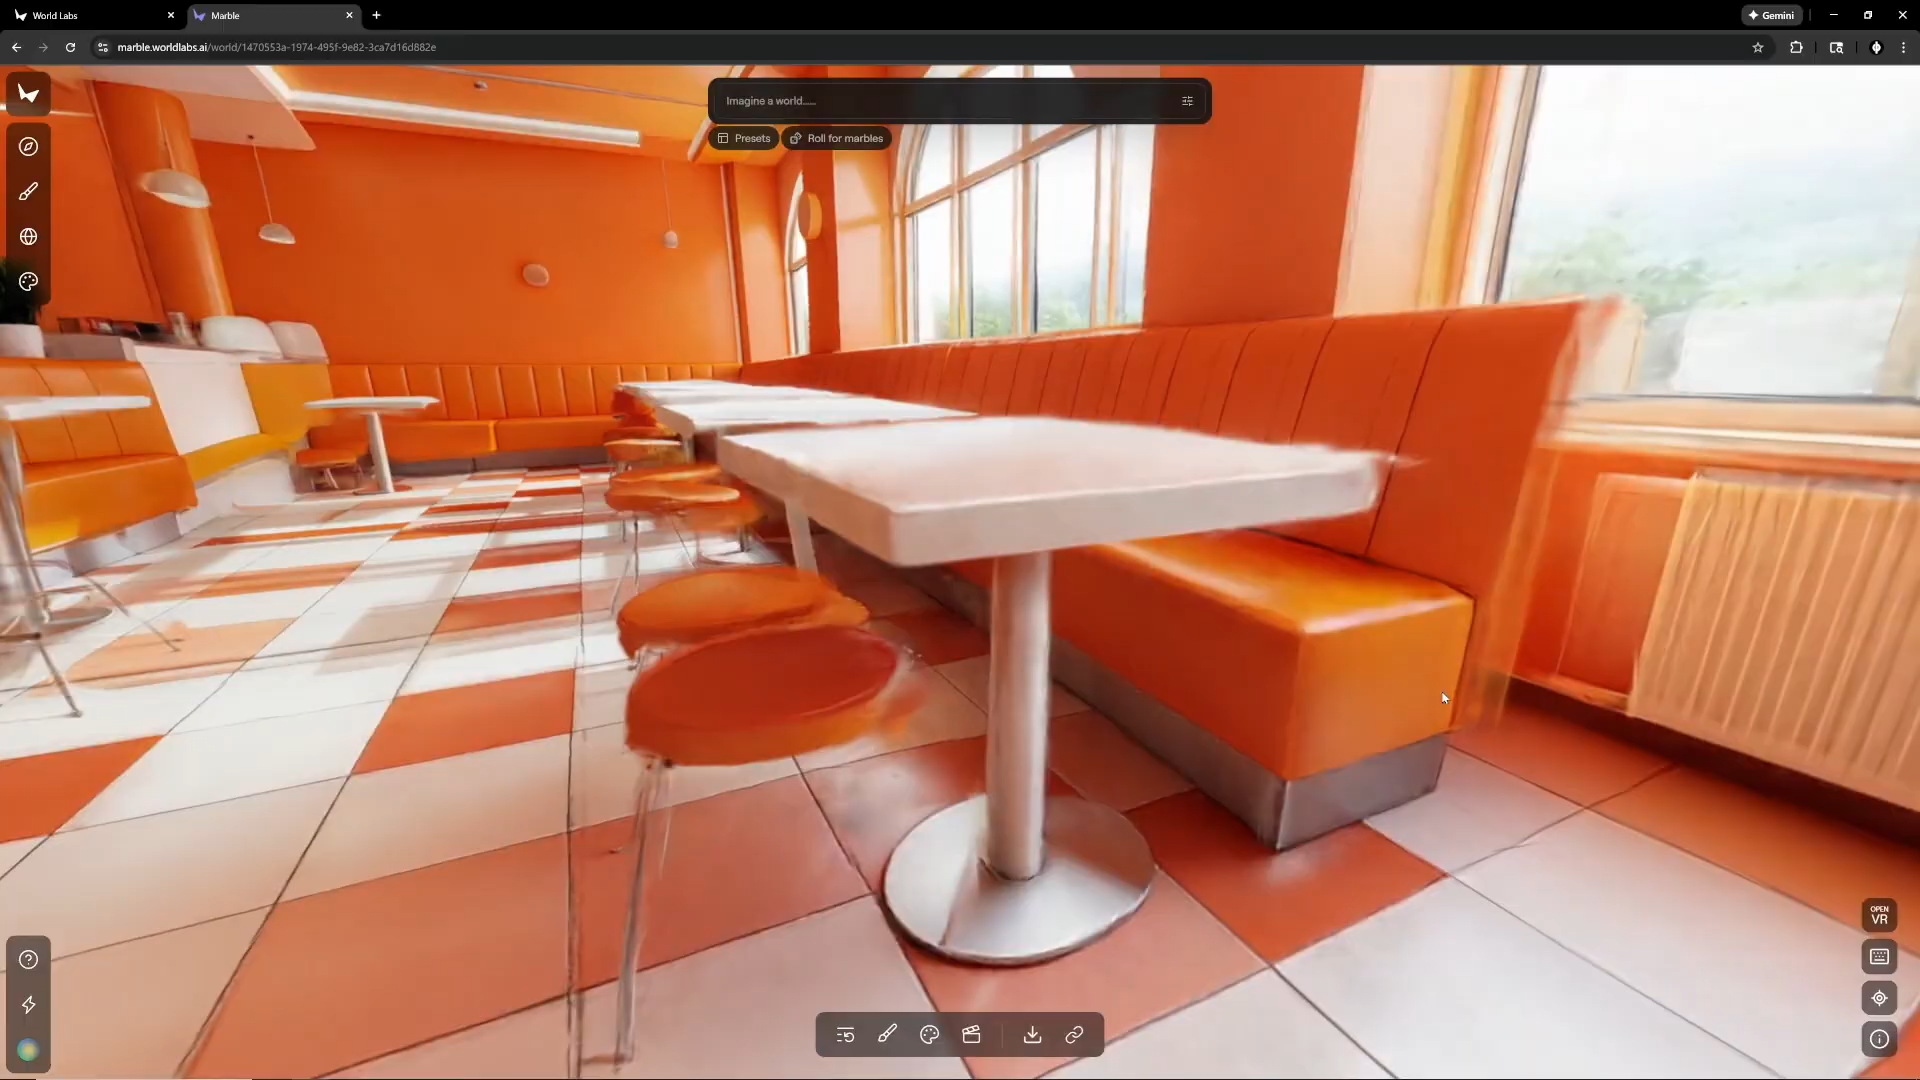 World Labs
Marble
Gemini
marble.worldlabs.ai/world/1470553a-1974-495f-9e82-3ca7d16d882e
Imagine a world......
Presets
Roll for marbles
OPEN
VR